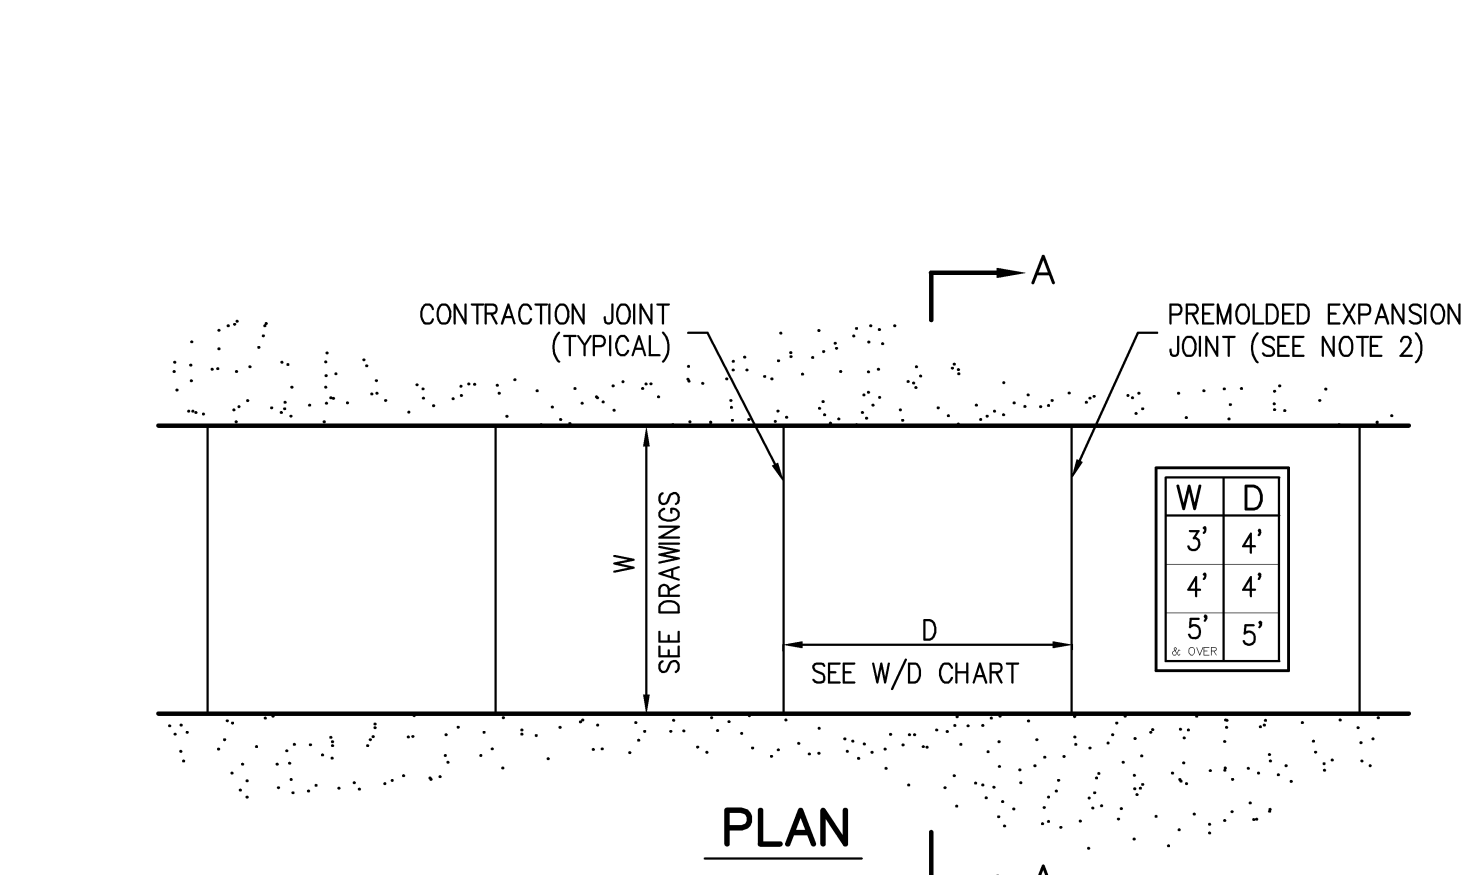 A
CONTRACTION JOINT
(TYPICAL)
PREMOLDED EXPANSION
JOINT (SEE NOTE 2)
W
SEE DRAWINGS
D
SEE W/D CHART
W D
3' 4'
4' 4'
5' 5'
& OVER
PLAN
A